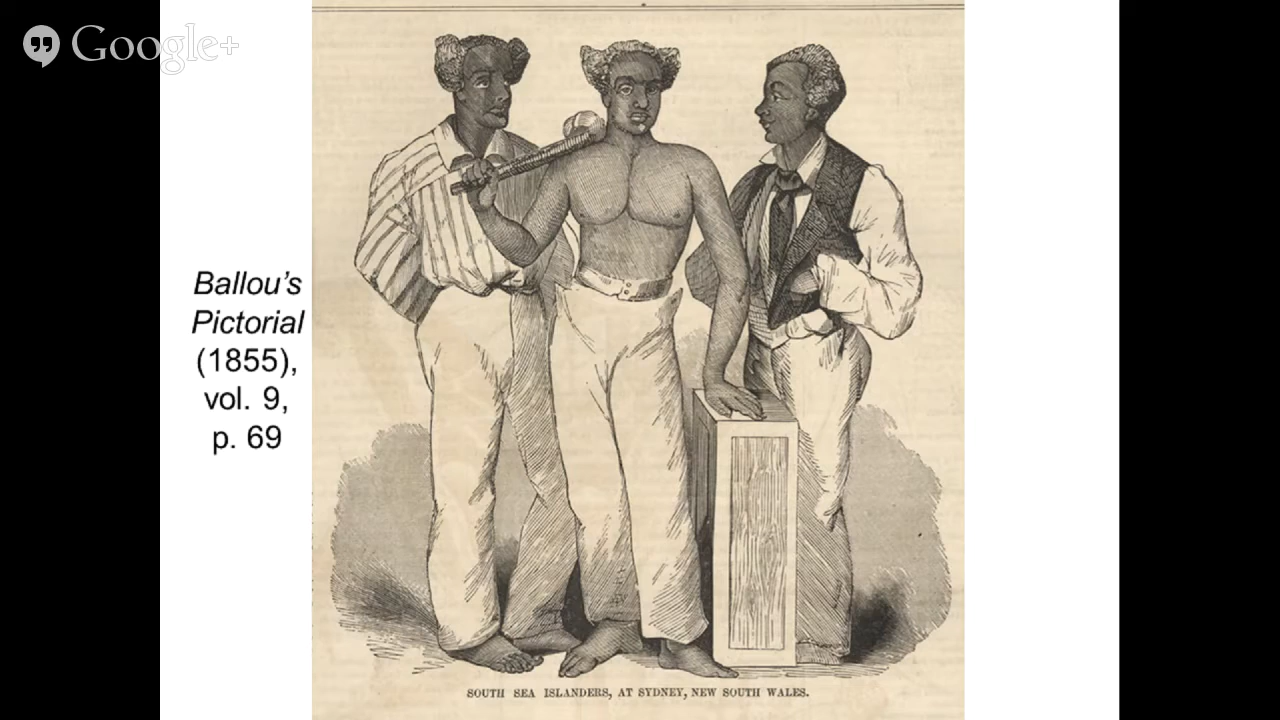 Google+
Ballou’s
Pictorial
(1855),
vol. 9,
p. 69
SOUTH SEA ISLANDERS, AT SYDNEY, NEW SOUTH WALES.